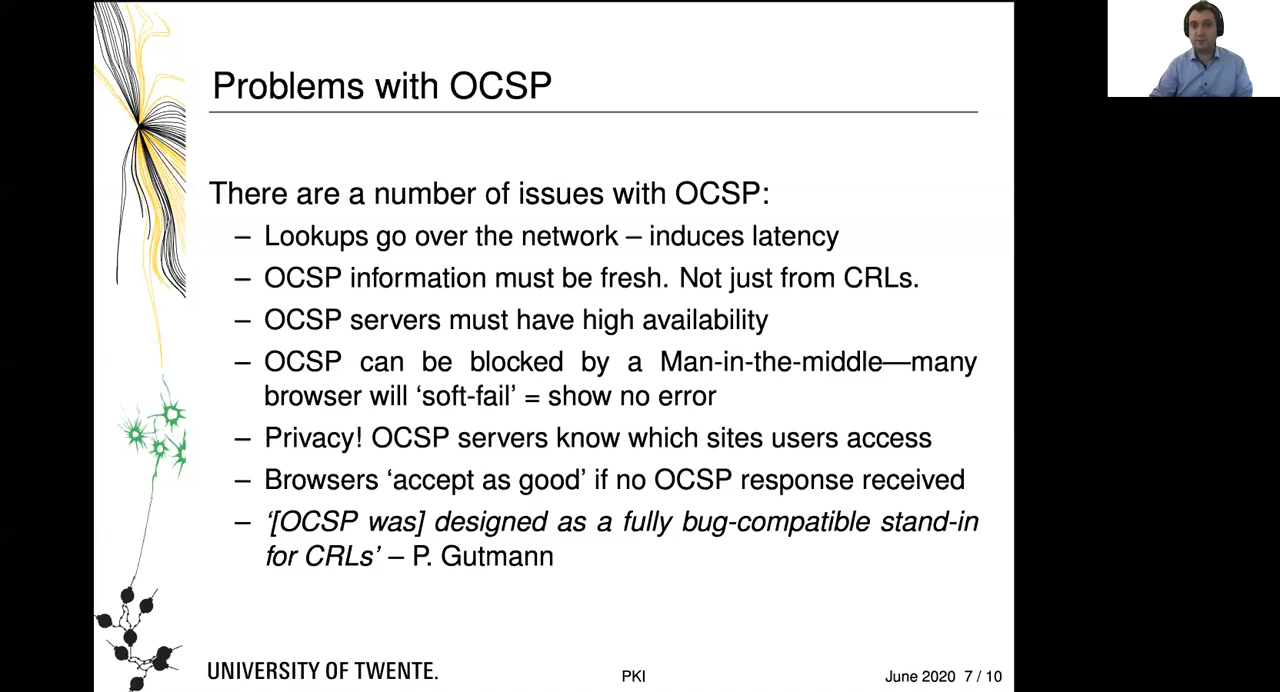 Problems with OCSP
There are a number of issues with OCSP:
– Lookups go over the network – induces latency
– OCSP information must be fresh. Not just from CRLs.
– OCSP servers must have high availability
– OCSP can be blocked by a Man-in-the-middle—many
browser will ‘soft-fail’ = show no error
– Privacy! OCSP servers know which sites users access
– Browsers ‘accept as good’ if no OCSP response received
– ‘[OCSP was] designed as a fully bug-compatible stand-in
for CRLs’ – P. Gutmann
UNIVERSITY OF TWENTE.
PKI
June 2020 7 / 10